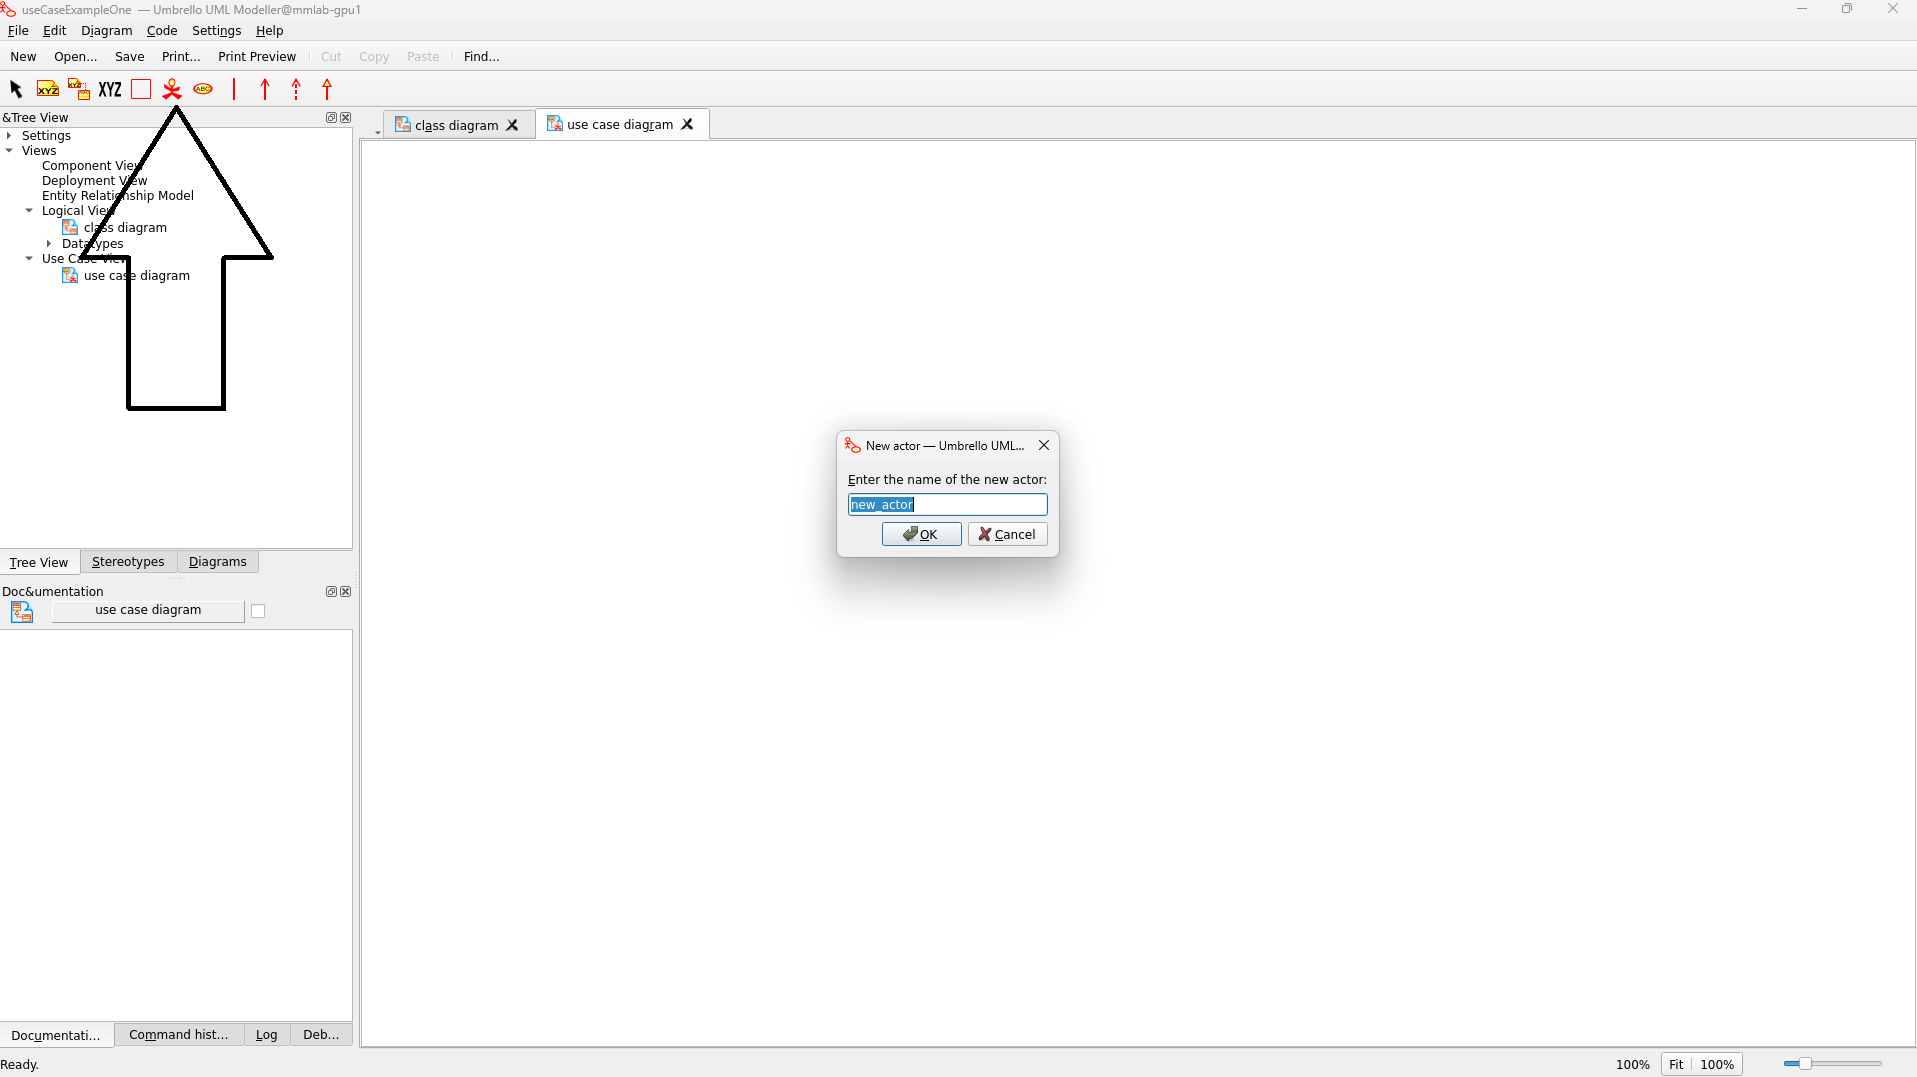 useCaseExampleOne — Umbrello UML Modeller@mmlab-gpu1
File Edit Diagram Code Settings Help
New Open... Save Print... Print Preview Cut Copy Paste Find...
XYZ XYZ XYZ ABC
&Tree View
class diagram use case diagram
Settings
Views
Component View
Deployment View
Entity Relationship Model
Logical View
class diagram
Datatypes
Use Case View
use case diagram
New actor — Umbrello UML...
Enter the name of the new actor:
new_actor
OK Cancel
Tree View Stereotypes Diagrams
Doc&umentation
use case diagram
Documentati... Command hist... Log Deb...
Ready. 100% Fit 100%